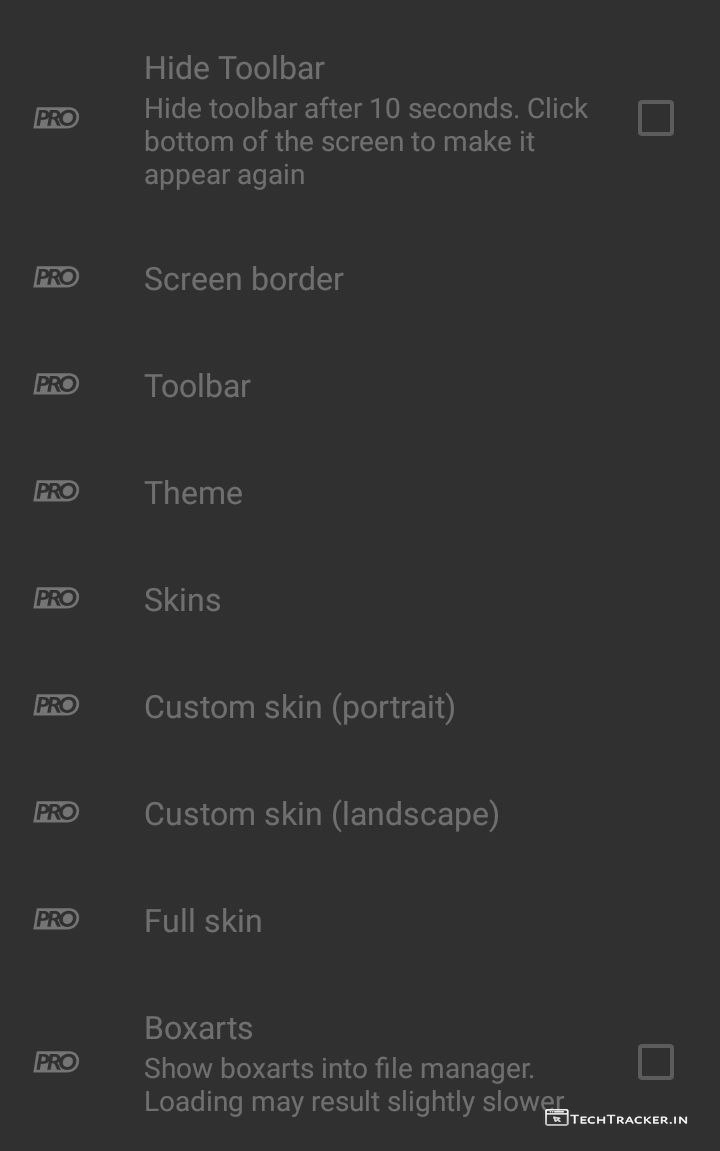 Hide Toolbar
PRO
Hide toolbar after 10 seconds. Click
bottom of the screen to make it
appear again
PRO
Screen border
PRO
Toolbar
PRO
Theme
PRO
Skins
PRO
Custom skin (portrait)
PRO
Custom skin (landscape)
PRO
Full skin
Boxarts
PRO
Show boxarts into file manager.
Loading may result slightly slower
TECHTRACKER.IN